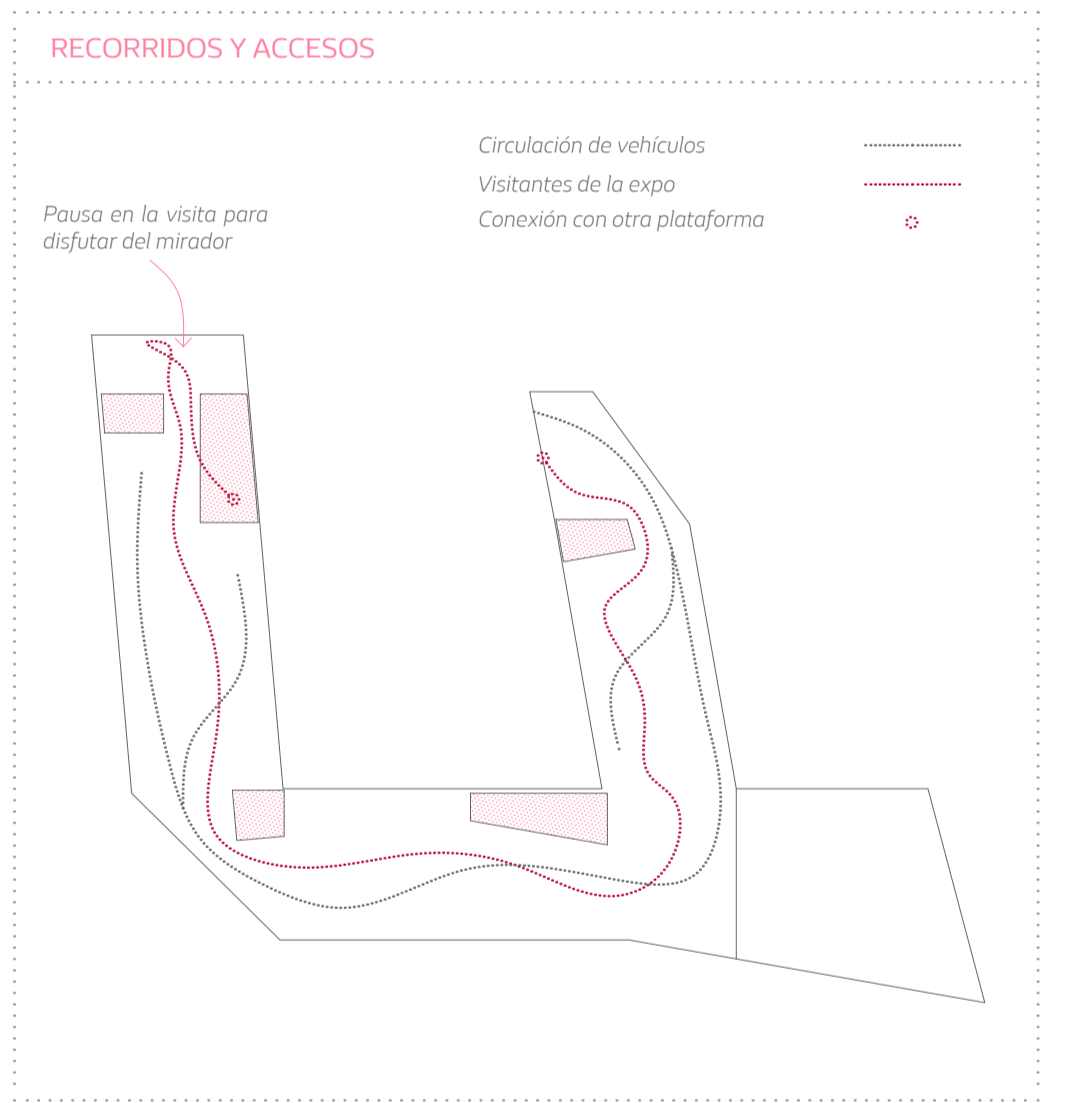 RECORRIDOS Y ACCESOS
Circulación de vehículos
Visitantes de la expo
Conexión con otra plataforma
Pausa en la visita para
disfutar del mirador